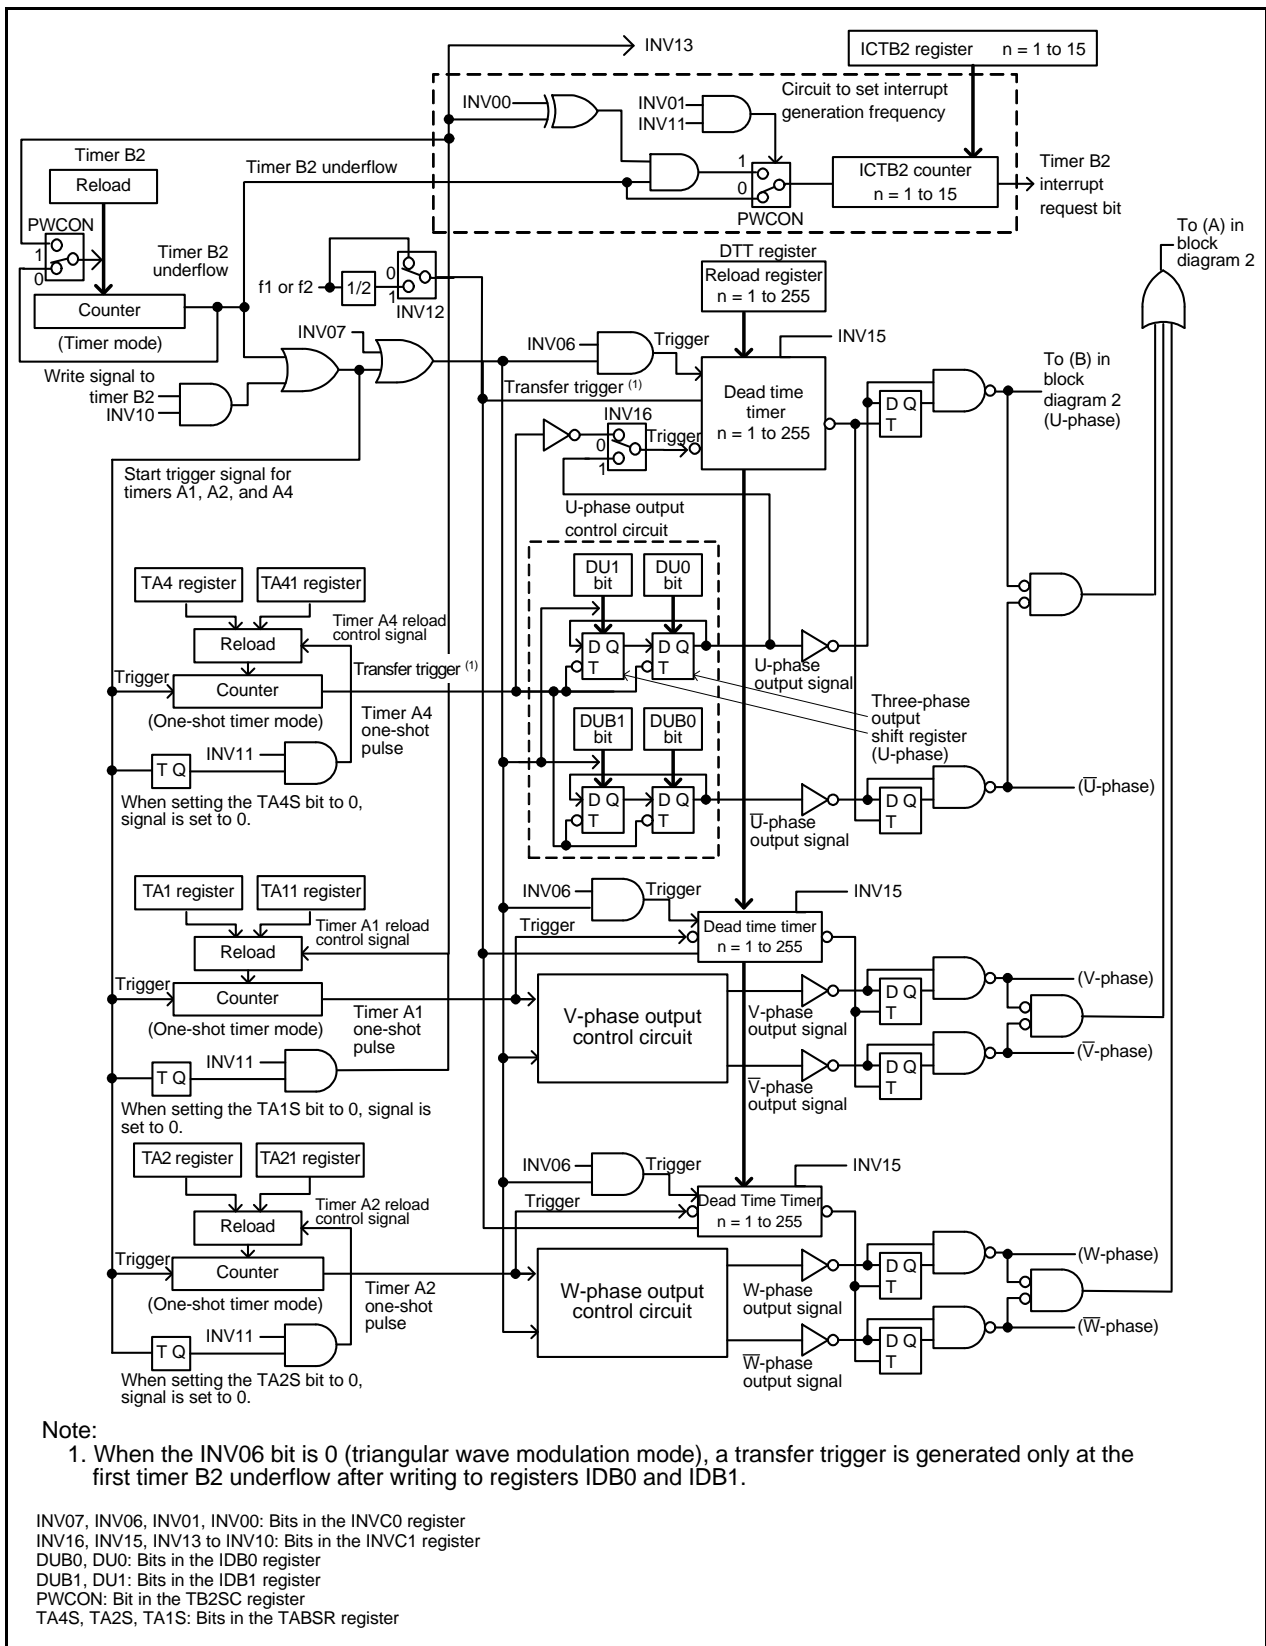 INV13
ICTB2 register n = 1 to 15
Circuit to set interrupt
generation frequency
INV00
INV01
INV11
Timer B2
Reload
Timer B2 underflow
1
0
PWCON
ICTB2 counter
n = 1 to 15
Timer B2
interrupt
request bit
PWCON
1
0
Timer B2
underflow
Counter
(Timer mode)
f1 or f2
1/2
0
1
INV12
DTT register
Reload register
n = 1 to 255
To (A) in
block
diagram 2
INV07
INV06
Trigger
INV15
Write signal to
timer B2
INV10
Transfer trigger (1)
Dead time
timer
n = 1 to 255
To (B) in
block
diagram 2
(U-phase)
D Q
T
INV16
0
1
Trigger
Start trigger signal for
timers A1, A2, and A4
U-phase output
control circuit
DU1
bit
DU0
bit
TA4 register
TA41 register
Timer A4 reload
control signal
Reload
Transfer trigger (1)
D Q
T
D Q
T
U-phase
output signal
Trigger
Counter
(One-shot timer mode)
Timer A4
one-shot
pulse
Three-phase
output
shift register
(U-phase)
DUB1
bit
DUB0
bit
INV11
T Q
When setting the TA4S bit to 0,
signal is set to 0.
D Q
T
D Q
T
U̅-phase
output signal
D Q
T
(U̅-phase)
TA1 register
TA11 register
INV06
Trigger
INV15
Timer A1 reload
control signal
Reload
Trigger
Dead time timer
n = 1 to 255
Trigger
Counter
(One-shot timer mode)
Timer A1
one-shot
pulse
V-phase output
control circuit
V-phase
output signal
D Q
T
(V-phase)
INV11
T Q
When setting the TA1S bit to 0, signal is
set to 0.
V̅-phase
output signal
D Q
T
(V̅-phase)
TA2 register
TA21 register
INV06
Trigger
INV15
Timer A2 reload
control signal
Reload
Trigger
Dead Time Timer
n = 1 to 255
Trigger
Counter
(One-shot timer mode)
Timer A2
one-shot
pulse
W-phase output
control circuit
W-phase
output signal
D Q
T
(W-phase)
INV11
T Q
When setting the TA2S bit to 0,
signal is set to 0.
W̅-phase
output signal
D Q
T
(W̅-phase)
Note:
1. When the INV06 bit is 0 (triangular wave modulation mode), a transfer trigger is generated only at the
first timer B2 underflow after writing to registers IDB0 and IDB1.
INV07, INV06, INV01, INV00: Bits in the INVC0 register
INV16, INV15, INV13 to INV10: Bits in the INVC1 register
DUB0, DU0: Bits in the IDB0 register
DUB1, DU1: Bits in the IDB1 register
PWCON: Bit in the TB2SC register
TA4S, TA2S, TA1S: Bits in the TABSR register